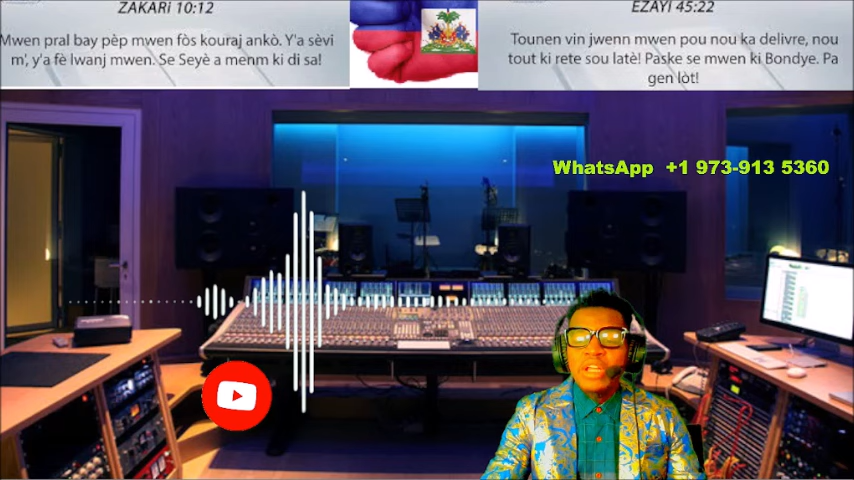 ZAKARi 10:12
Mwen pral bay pèp mwen fòs kouraj ankò. Y'a sèvi
m', y'a fè lwanj mwen. Se Seyè a menm ki di sa!
EZAYI 45:22
Tounen vin jwenn mwen pou nou ka delivre, nou
tout ki rete sou latè! Paske se mwen ki Bondye. Pa
gen lòt!
WhatsApp +1 973-913 5360